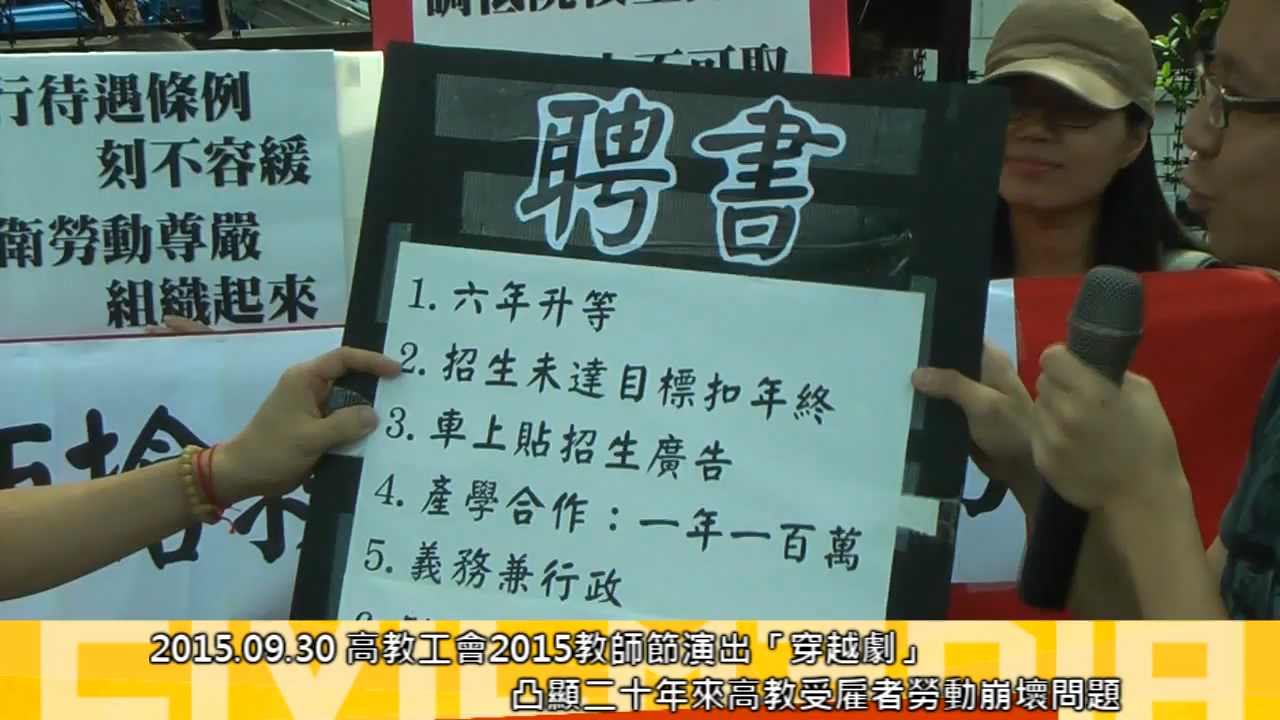 行待遇條例
刻不容緩
衛勞動尊嚴
組織起來
聘書
1. 六年升等
2. 招生未達目標扣年終
3. 車上貼招生廣告
4. 產學合作：一年一百萬
5. 義務兼行政
2015.09.30 高教工會2015教師節演出「穿越劇」
凸顯二十年來高教受雇者勞動崩壞問題